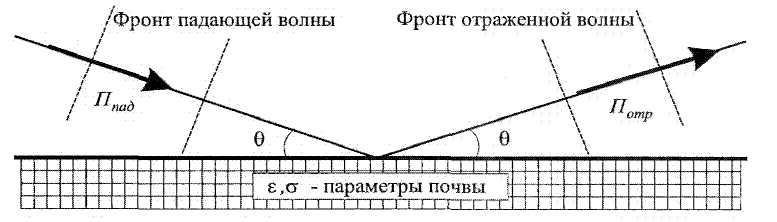 Фронт падающей волны Фронт отраженной волны
Ппад Потр
θ θ
ε,σ - параметры почвы